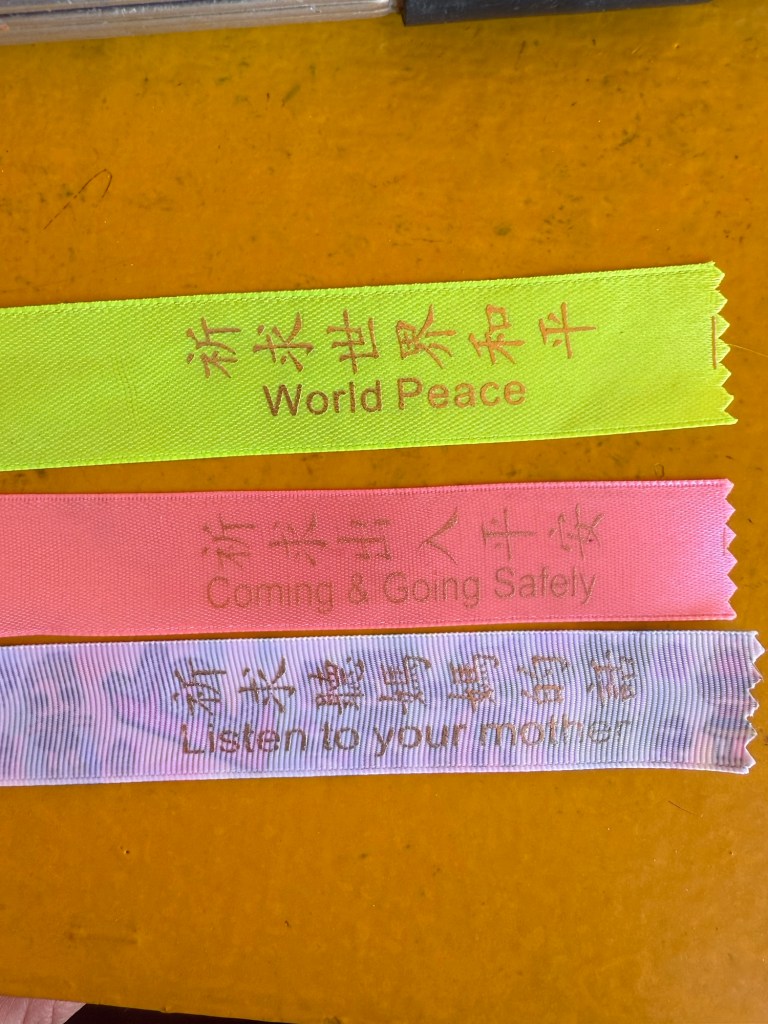 祈求世界和平
World Peace
祈求出入平安
Coming & Going Safely
祈求聽媽媽的話
Listen to your mother